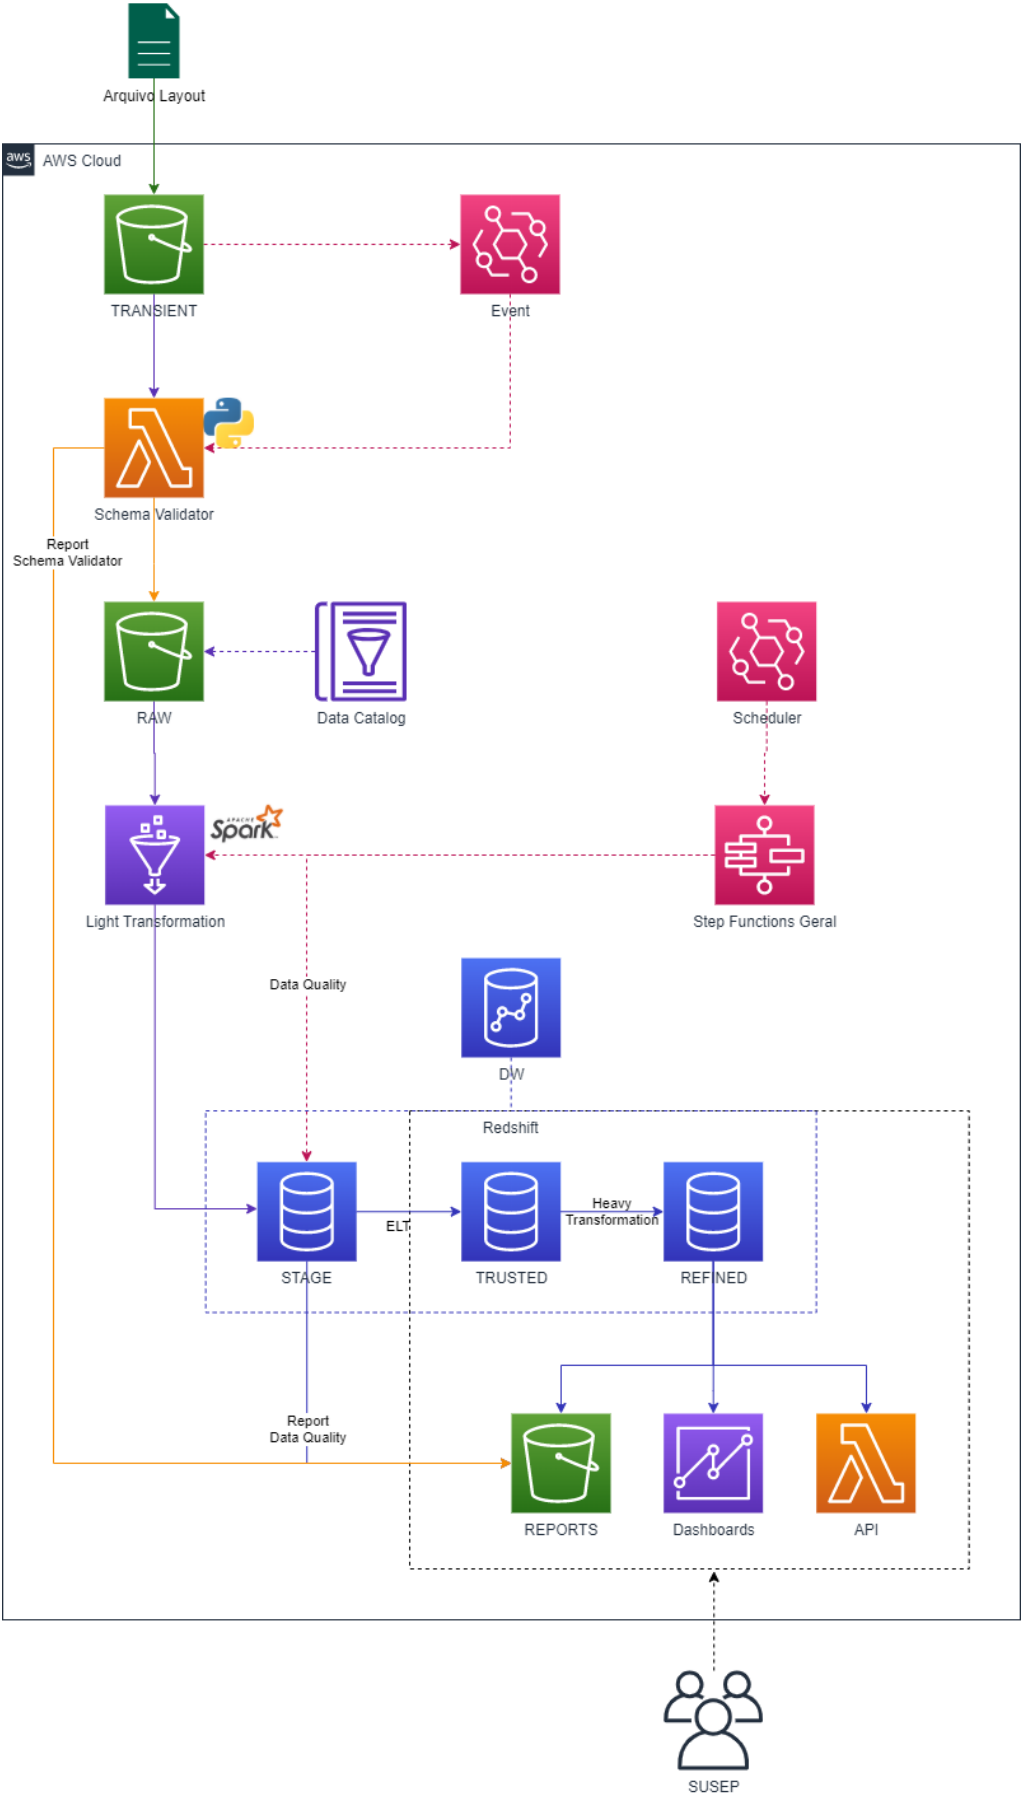 Arquivo Layout
aws
AWS Cloud
TRANSIENT
Event
Schema Validator
Report
Schema Validator
RAW
Data Catalog
Scheduler
APACHE
Spark
Light Transformation
Step Functions Geral
Data Quality
DW
Redshift
ELT
Heavy
Transformation
STAGE
TRUSTED
REFINED
Report
Data Quality
REPORTS
Dashboards
API
SUSEP